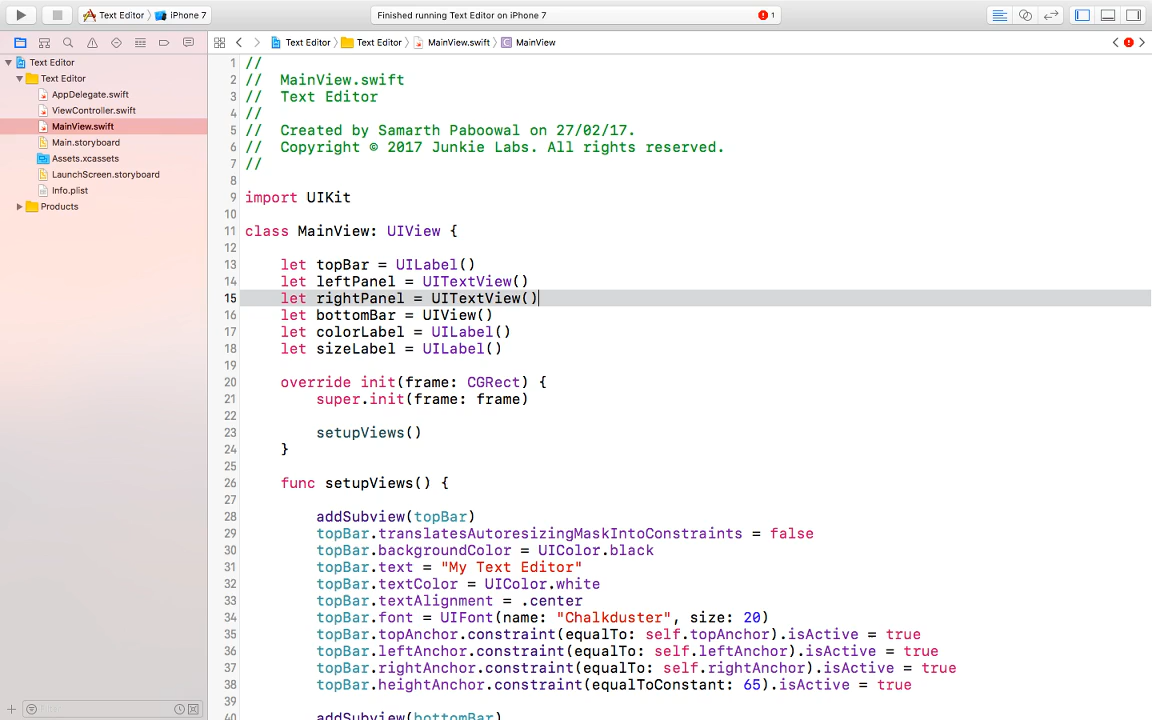 Text Editor
iPhone 7
Finished running Text Editor on iPhone 7
1
Text Editor
Text Editor
MainView.swift
MainView
Text Editor
Text Editor
AppDelegate.swift
ViewController.swift
MainView.swift
Main.storyboard
Assets.xcassets
LaunchScreen.storyboard
Info.plist
Products
1 //
2 //  MainView.swift
3 //  Text Editor
4 //
5 //  Created by Samarth Paboowal on 27/02/17.
6 //  Copyright © 2017 Junkie Labs. All rights reserved.
7 //
8
9 import UIKit
10
11 class MainView: UIView {
12
13     let topBar = UILabel()
14     let leftPanel = UITextView()
15     let rightPanel = UITextView()
16     let bottomBar = UIView()
17     let colorLabel = UILabel()
18     let sizeLabel = UILabel()
19
20     override init(frame: CGRect) {
21         super.init(frame: frame)
22
23         setupViews()
24     }
25
26     func setupViews() {
27
28         addSubview(topBar)
29         topBar.translatesAutoresizingMaskIntoConstraints = false
30         topBar.backgroundColor = UIColor.black
31         topBar.text = "My Text Editor"
32         topBar.textColor = UIColor.white
33         topBar.textAlignment = .center
34         topBar.font = UIFont(name: "Chalkduster", size: 20)
35         topBar.topAnchor.constraint(equalTo: self.topAnchor).isActive = true
36         topBar.leftAnchor.constraint(equalTo: self.leftAnchor).isActive = true
37         topBar.rightAnchor.constraint(equalTo: self.rightAnchor).isActive = true
38         topBar.heightAnchor.constraint(equalToConstant: 65).isActive = true
39
40         addSubview(bottomBar)